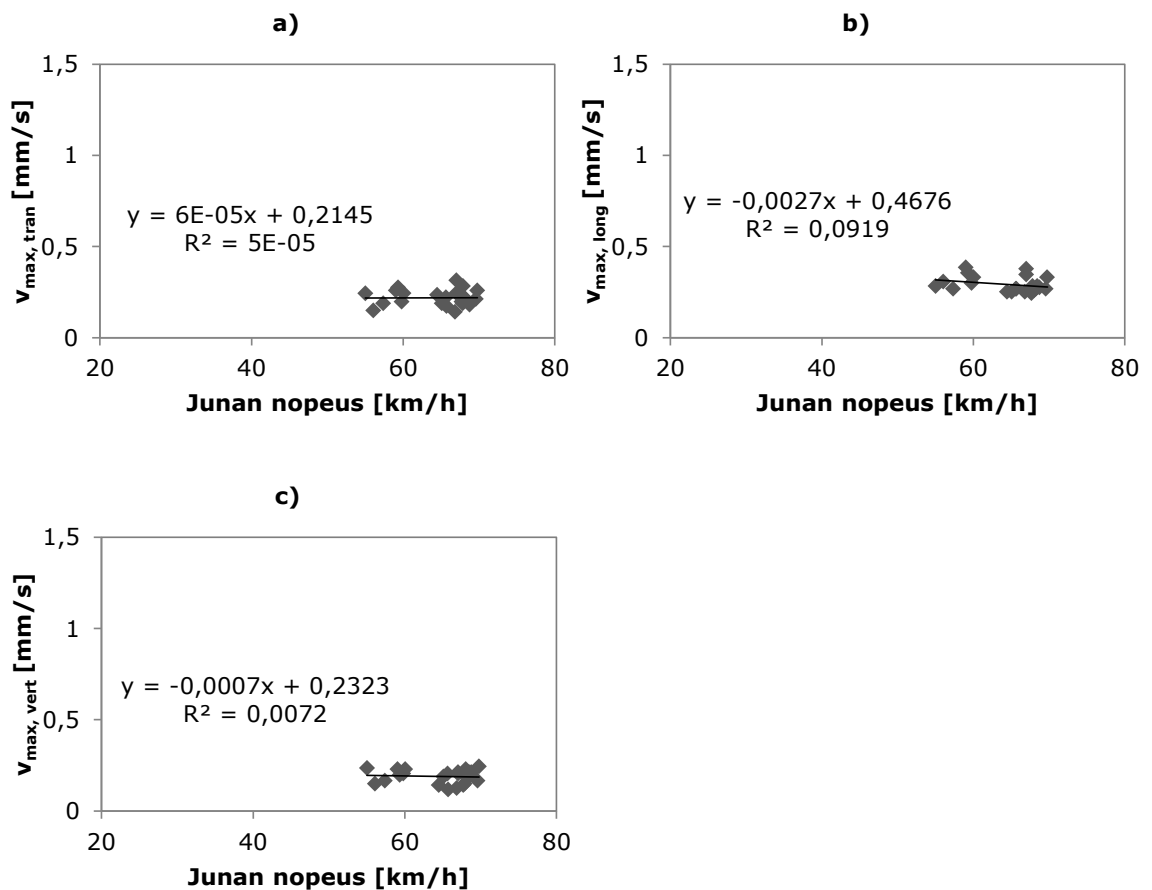 a)
1,5
1
0,5
0
v max, tran [mm/s]
y = 6E-05x + 0,2145
R² = 5E-05
20 40 60 80
Junan nopeus [km/h]
b)
1,5
1
0,5
0
v max, long [mm/s]
y = -0,0027x + 0,4676
R² = 0,0919
20 40 60 80
Junan nopeus [km/h]
c)
1,5
1
0,5
0
v max, vert [mm/s]
y = -0,0007x + 0,2323
R² = 0,0072
20 40 60 80
Junan nopeus [km/h]